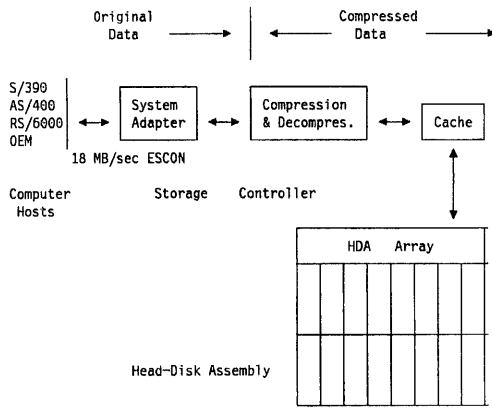 Original Data
Compressed Data
S/390
AS/400
RS/6000
OEM
System Adapter
Compression & Decompres.
Cache
18 MB/sec ESCON
Computer Hosts
Storage Controller
HDA Array
Head-Disk Assembly